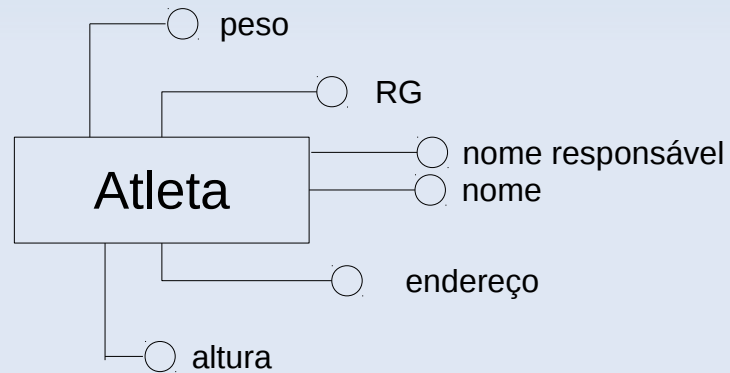 peso
RG
nome responsável
Atleta
nome
endereço
altura